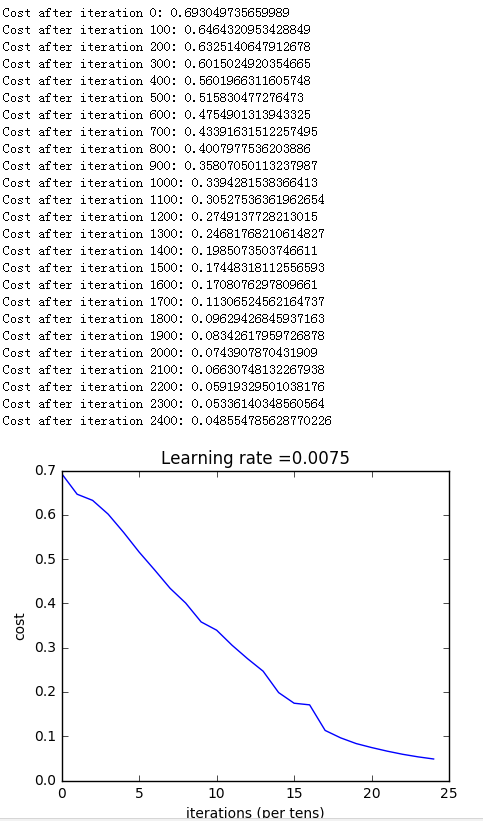 Cost after iteration 0: 0.693049735659989
Cost after iteration 100: 0.6464320953428849
Cost after iteration 200: 0.6325140647912678
Cost after iteration 300: 0.6015024920354665
Cost after iteration 400: 0.5601966311605748
Cost after iteration 500: 0.515830477276473
Cost after iteration 600: 0.4754901313943325
Cost after iteration 700: 0.43391631512257495
Cost after iteration 800: 0.4007977536203886
Cost after iteration 900: 0.35807050113237987
Cost after iteration 1000: 0.3394281538366413
Cost after iteration 1100: 0.30527536361962654
Cost after iteration 1200: 0.2749137728213015
Cost after iteration 1300: 0.24681768210614827
Cost after iteration 1400: 0.1985073503746611
Cost after iteration 1500: 0.17448318112556593
Cost after iteration 1600: 0.1708076297809661
Cost after iteration 1700: 0.11306524562164737
Cost after iteration 1800: 0.09629426845937163
Cost after iteration 1900: 0.08342617959726878
Cost after iteration 2000: 0.0743907870431909
Cost after iteration 2100: 0.06630748132267938
Cost after iteration 2200: 0.05919329501038176
Cost after iteration 2300: 0.05336140348560564
Cost after iteration 2400: 0.048554785628770226
Learning rate =0.0075
0.7
0.6
0.5
0.4
0.3
0.2
0.1
0.0
cost
0 5 10 15 20 25
iterations (per tens)